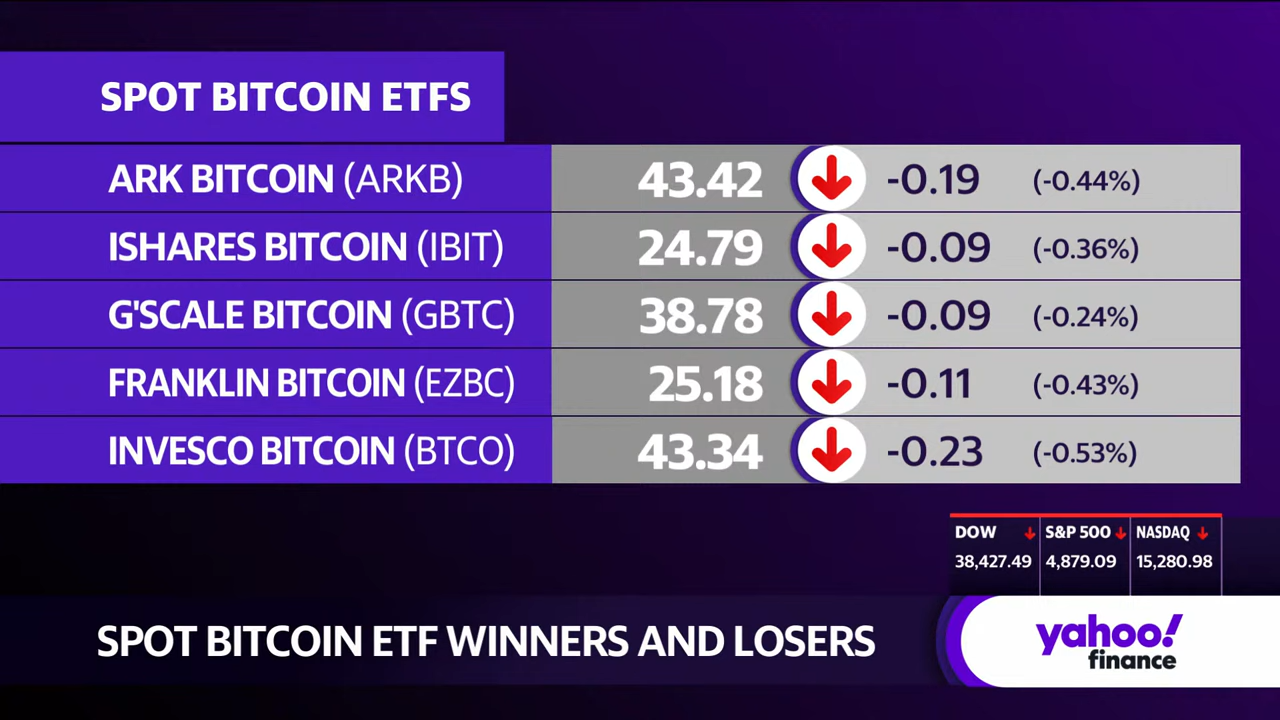 SPOT BITCOIN ETFS
ARK BITCOIN (ARKB) 43.42 -0.19 (-0.44%)
ISHARES BITCOIN (IBIT) 24.79 -0.09 (-0.36%)
G'SCALE BITCOIN (GBTC) 38.78 -0.09 (-0.24%)
FRANKLIN BITCOIN (EZBC) 25.18 -0.11 (-0.43%)
INVESCO BITCOIN (BTCO) 43.34 -0.23 (-0.53%)
DOW S&P 500 NASDAQ
38,427.49 4,879.09 15,280.98
SPOT BITCOIN ETF WINNERS AND LOSERS
yahoo!
finance